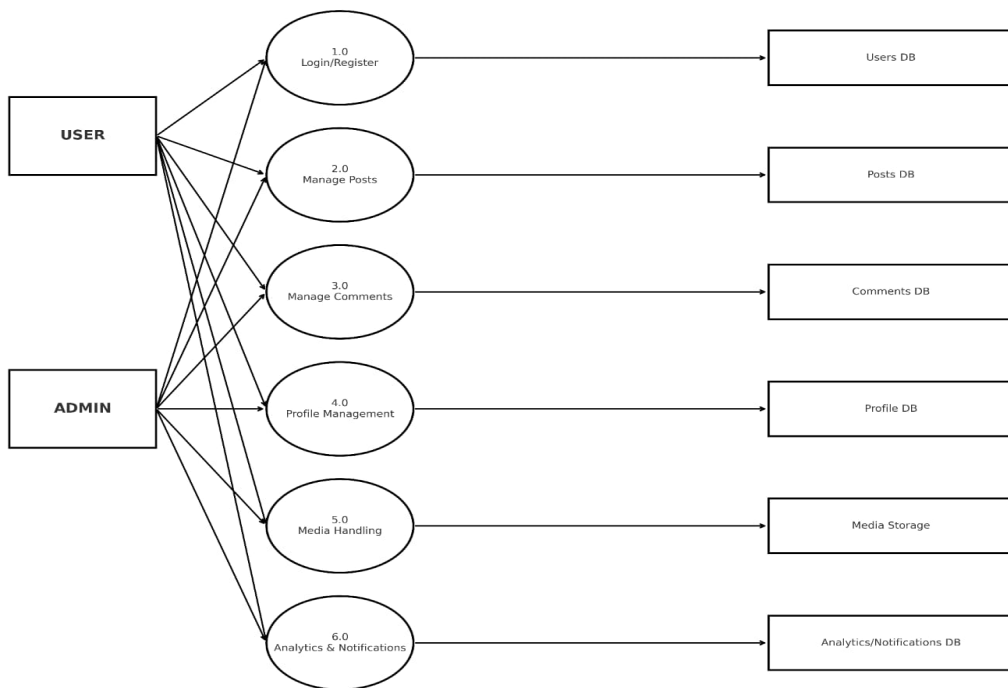 USER
ADMIN
1.0
Login/Register
2.0
Manage Posts
3.0
Manage Comments
4.0
Profile Management
5.0
Media Handling
6.0
Analytics & Notifications
Users DB
Posts DB
Comments DB
Profile DB
Media Storage
Analytics/Notifications DB